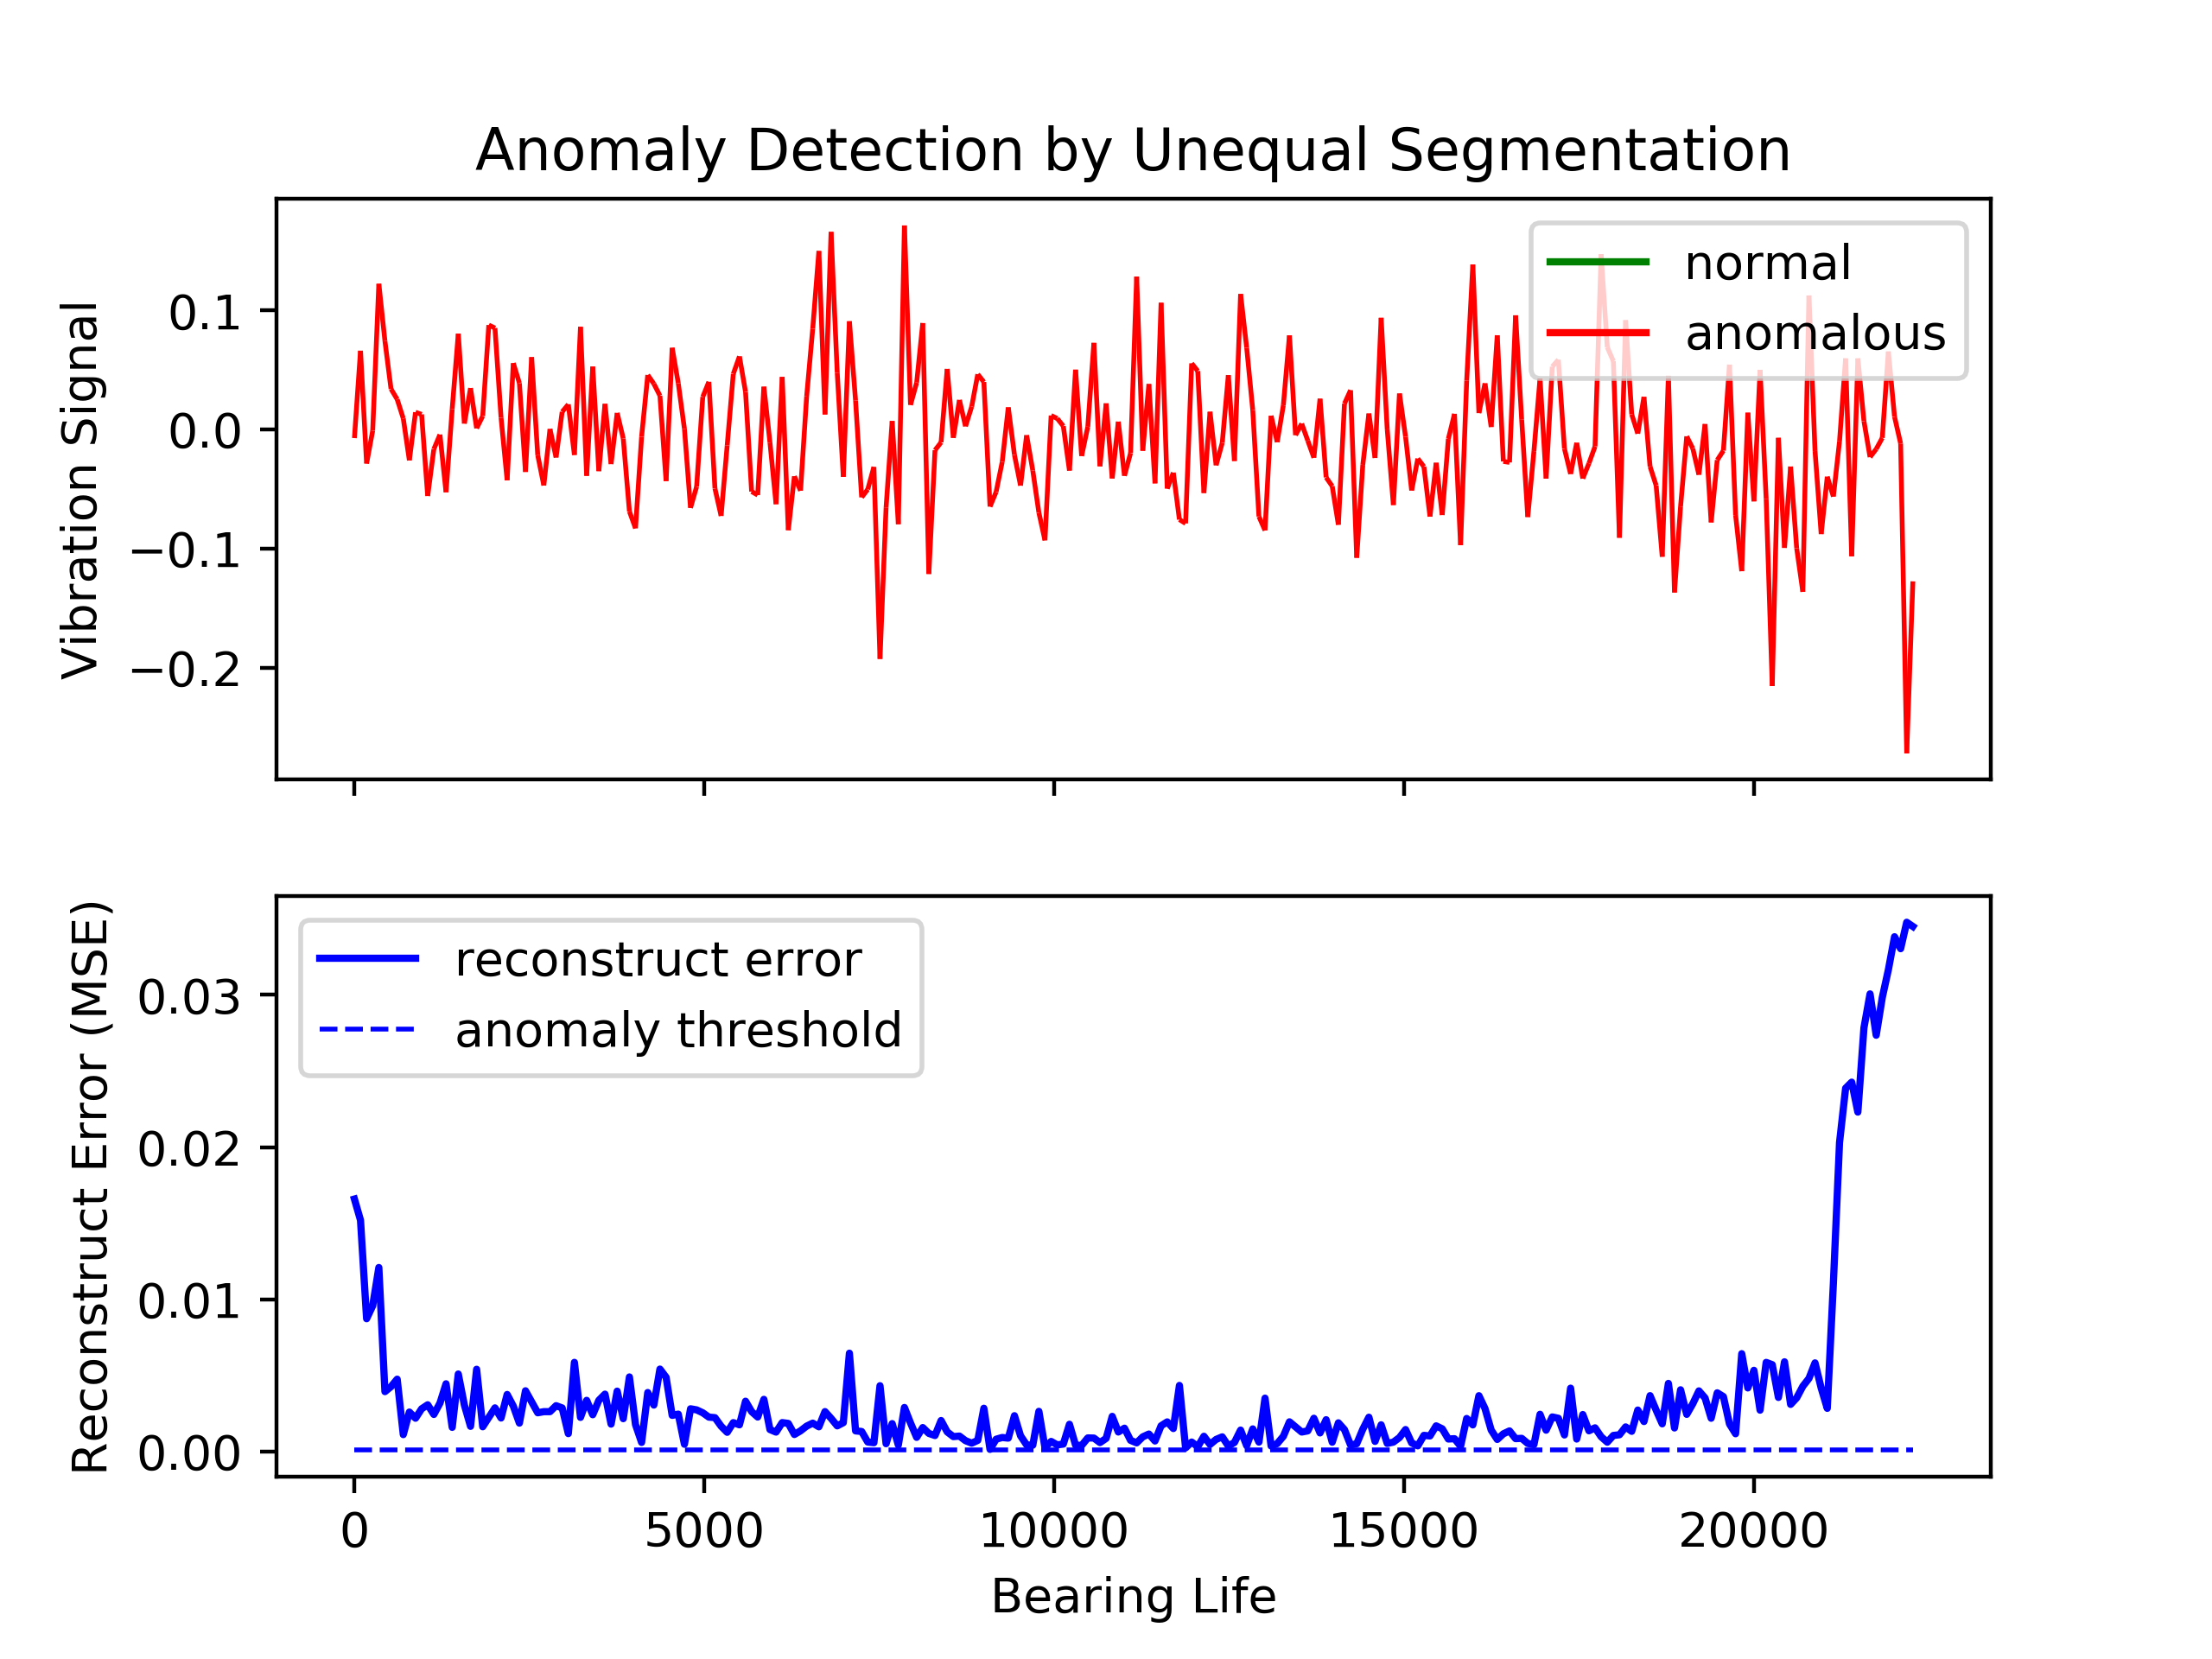 Anomaly Detection by Unequal Segmentation
Vibration Signal
0.1
0.0
−0.1
−0.2
normal
anomalous
Reconstruct Error (MSE)
0.03
0.02
0.01
0.00
reconstruct error
anomaly threshold
0 5000 10000 15000 20000
Bearing Life